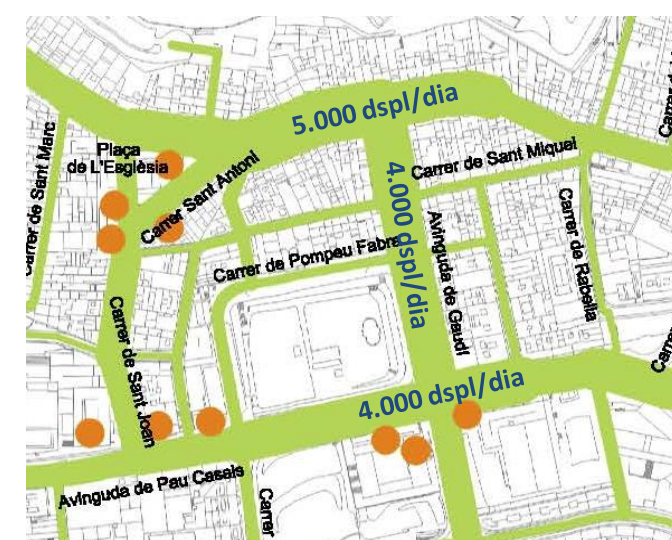 5.000 dspl/dia
Plaça
de L'Esglèsia
Carrer de Sant Marc
Carrer Sant Antoni
4.000 dspl/dia
Carrer de Sant Miquel
Carrer de Pompeu Fabra
Avinguda de Gaudí
Carrer de Rabella
Carrer de Sant Joan
4.000 dspl/dia
Avinguda de Pau Casals
Carrer